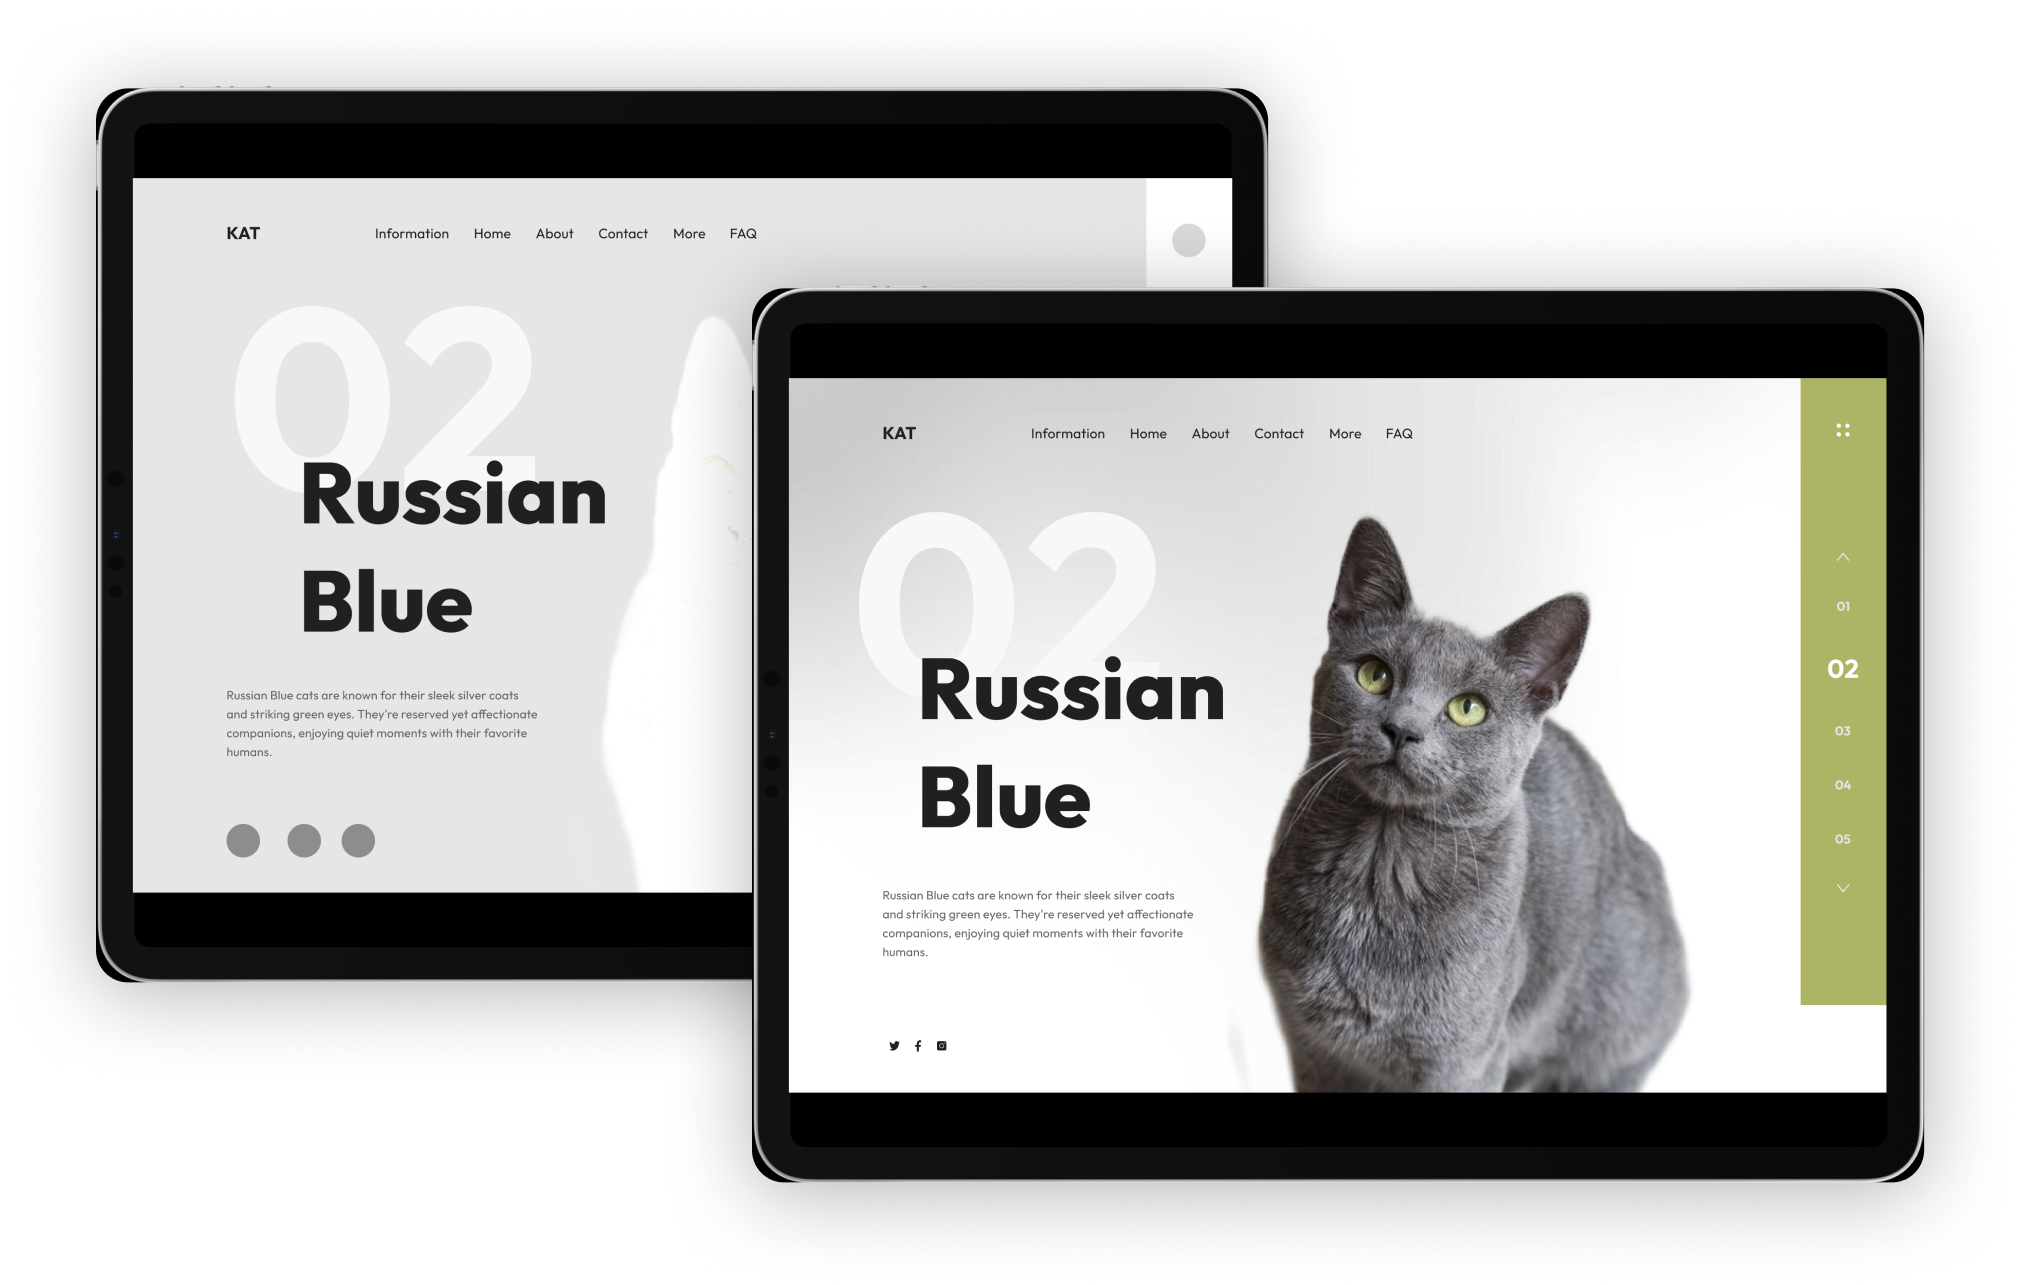 KAT
Information Home About Contact More FAQ
02
Russian
Blue
Russian Blue cats are known for their sleek silver coats
and striking green eyes. They're reserved yet affectionate
companions, enjoying quiet moments with their favorite
humans.
KAT
Information Home About Contact More FAQ
02
Russian
Blue
Russian Blue cats are known for their sleek silver coats
and striking green eyes. They're reserved yet affectionate
companions, enjoying quiet moments with their favorite
humans.
01
02
03
04
05